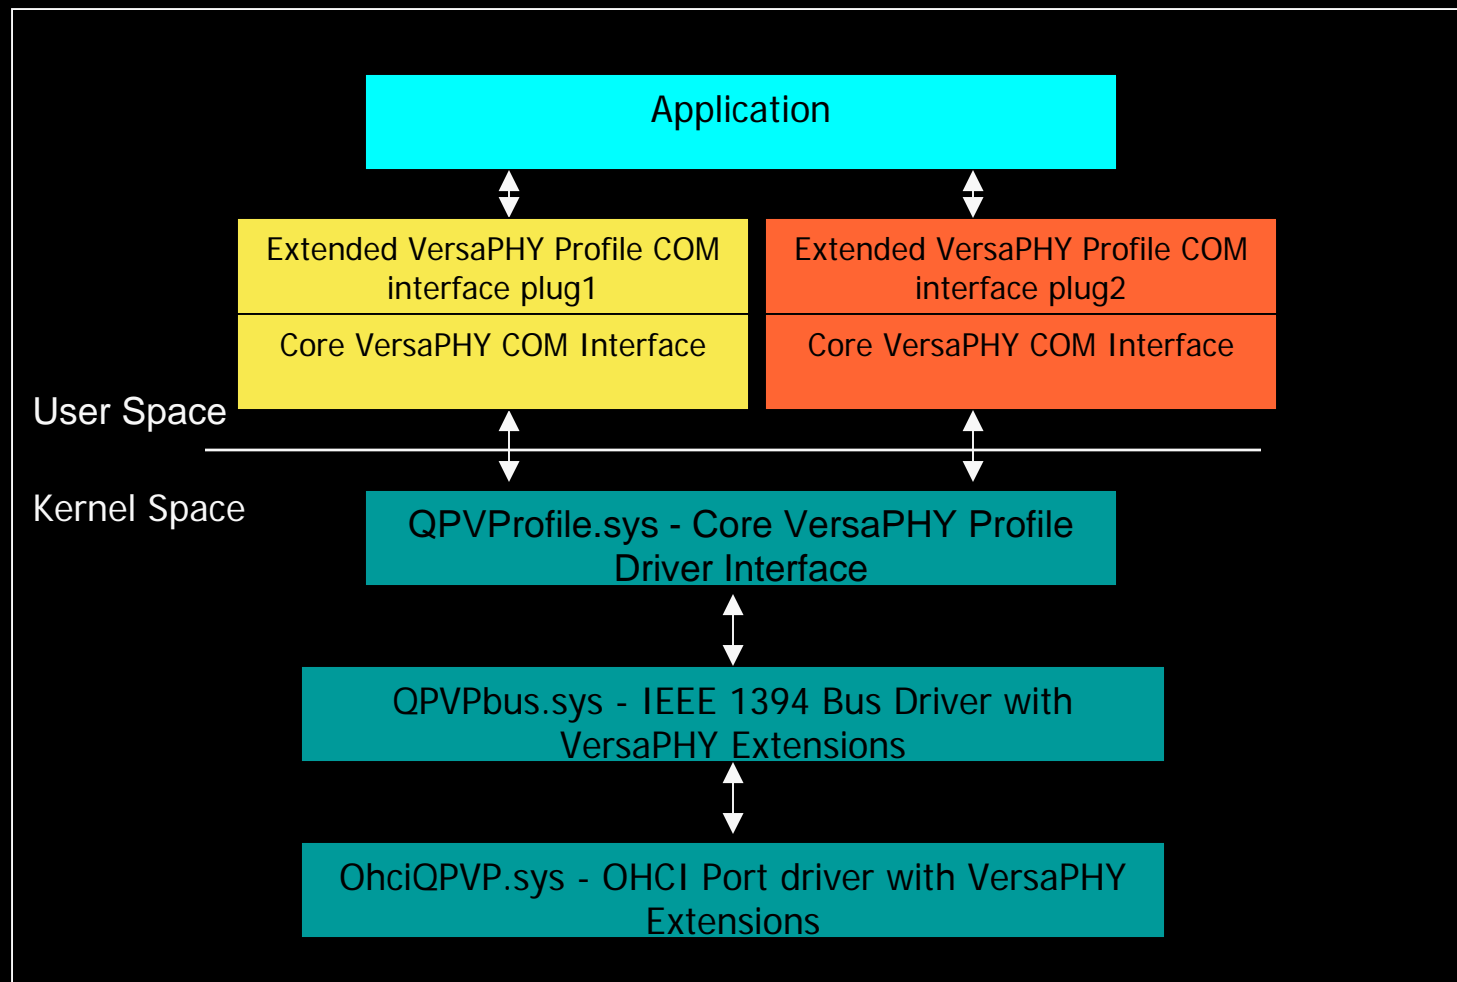 Application
Extended VersaPHY Profile COM
interface plug1
Extended VersaPHY Profile COM
interface plug2
Core VersaPHY COM Interface
Core VersaPHY COM Interface
User Space
Kernel Space
QPVProfile.sys - Core VersaPHY Profile
Driver Interface
QPVPbus.sys - IEEE 1394 Bus Driver with
VersaPHY Extensions
OhciQPVP.sys - OHCI Port driver with VersaPHY
Extensions